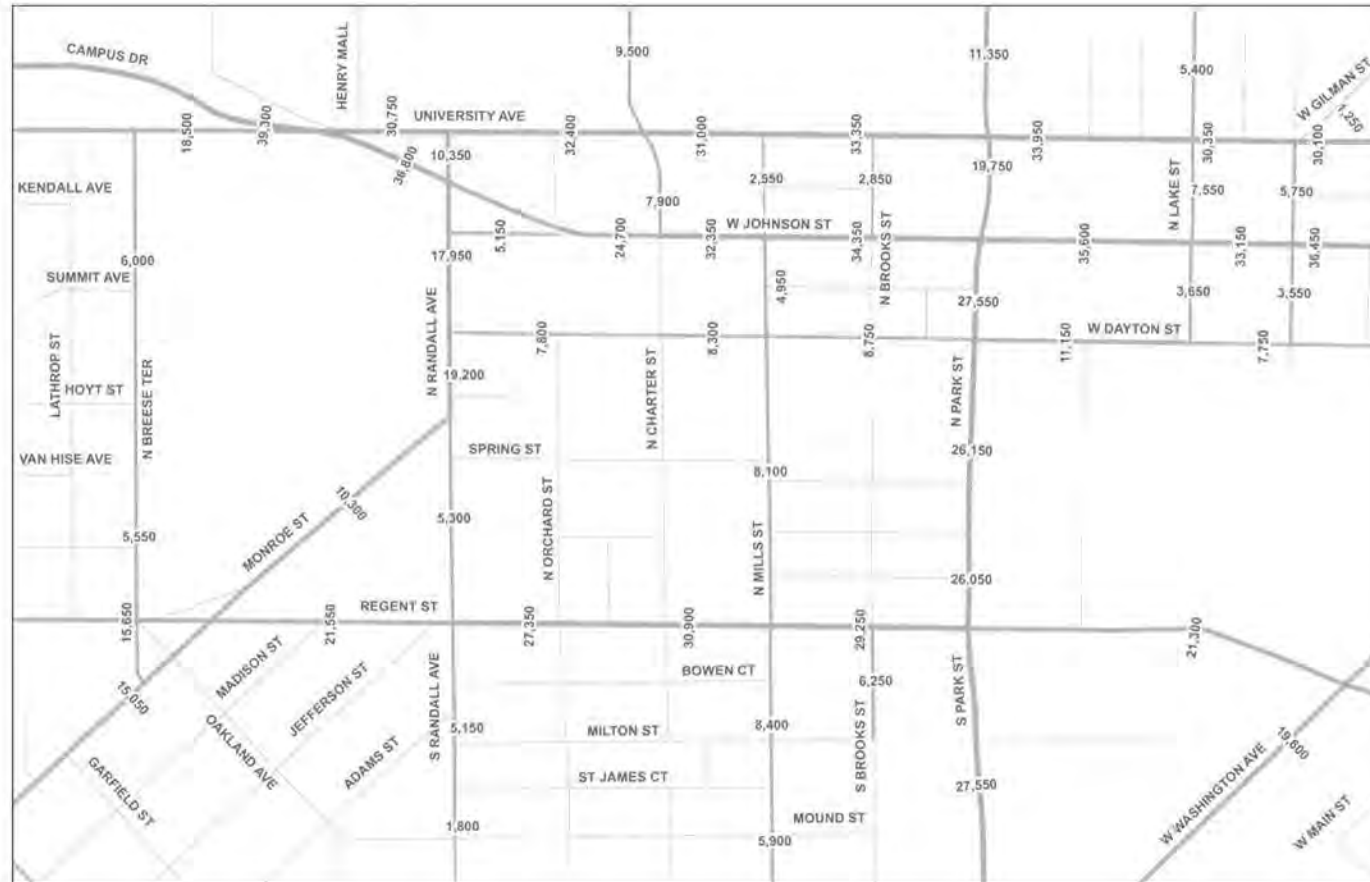 CAMPUS DR
HENRY MALL
9,500
11,350
5,400
W GILMAN ST
1,250
18,500
39,300
30,750
UNIVERSITY AVE
32,400
31,000
33,350
33,950
30,350
30,100
10,350
36,800
19,750
KENDALL AVE
2,550
2,850
N LAKE ST
7,550
5,750
7,900
W JOHNSON ST
5,150
24,700
32,350
34,350
N BROOKS ST
35,600
33,150
36,450
6,000
17,950
SUMMIT AVE
4,950
27,550
3,650
3,550
N RANDALL AVE
7,800
8,300
8,750
11,150
W DAYTON ST
7,750
LATHROP ST
HOYT ST
N BREESE TER
19,200
N CHARTER ST
N PARK ST
VAN HISE AVE
SPRING ST
26,150
8,100
10,300
5,300
N ORCHARD ST
N MILLS ST
5,550
MONROE ST
26,050
REGENT ST
15,650
21,550
27,350
30,900
29,250
21,300
MADISON ST
BOWEN CT
6,250
JEFFERSON ST
S RANDALL AVE
S BROOKS ST
S PARK ST
15,050
OAKLAND AVE
5,150
MILTON ST
8,400
ADAMS ST
19,600
GARFIELD ST
ST JAMES CT
27,550
W WASHINGTON AVE
1,800
MOUND ST
5,900
W MAIN ST